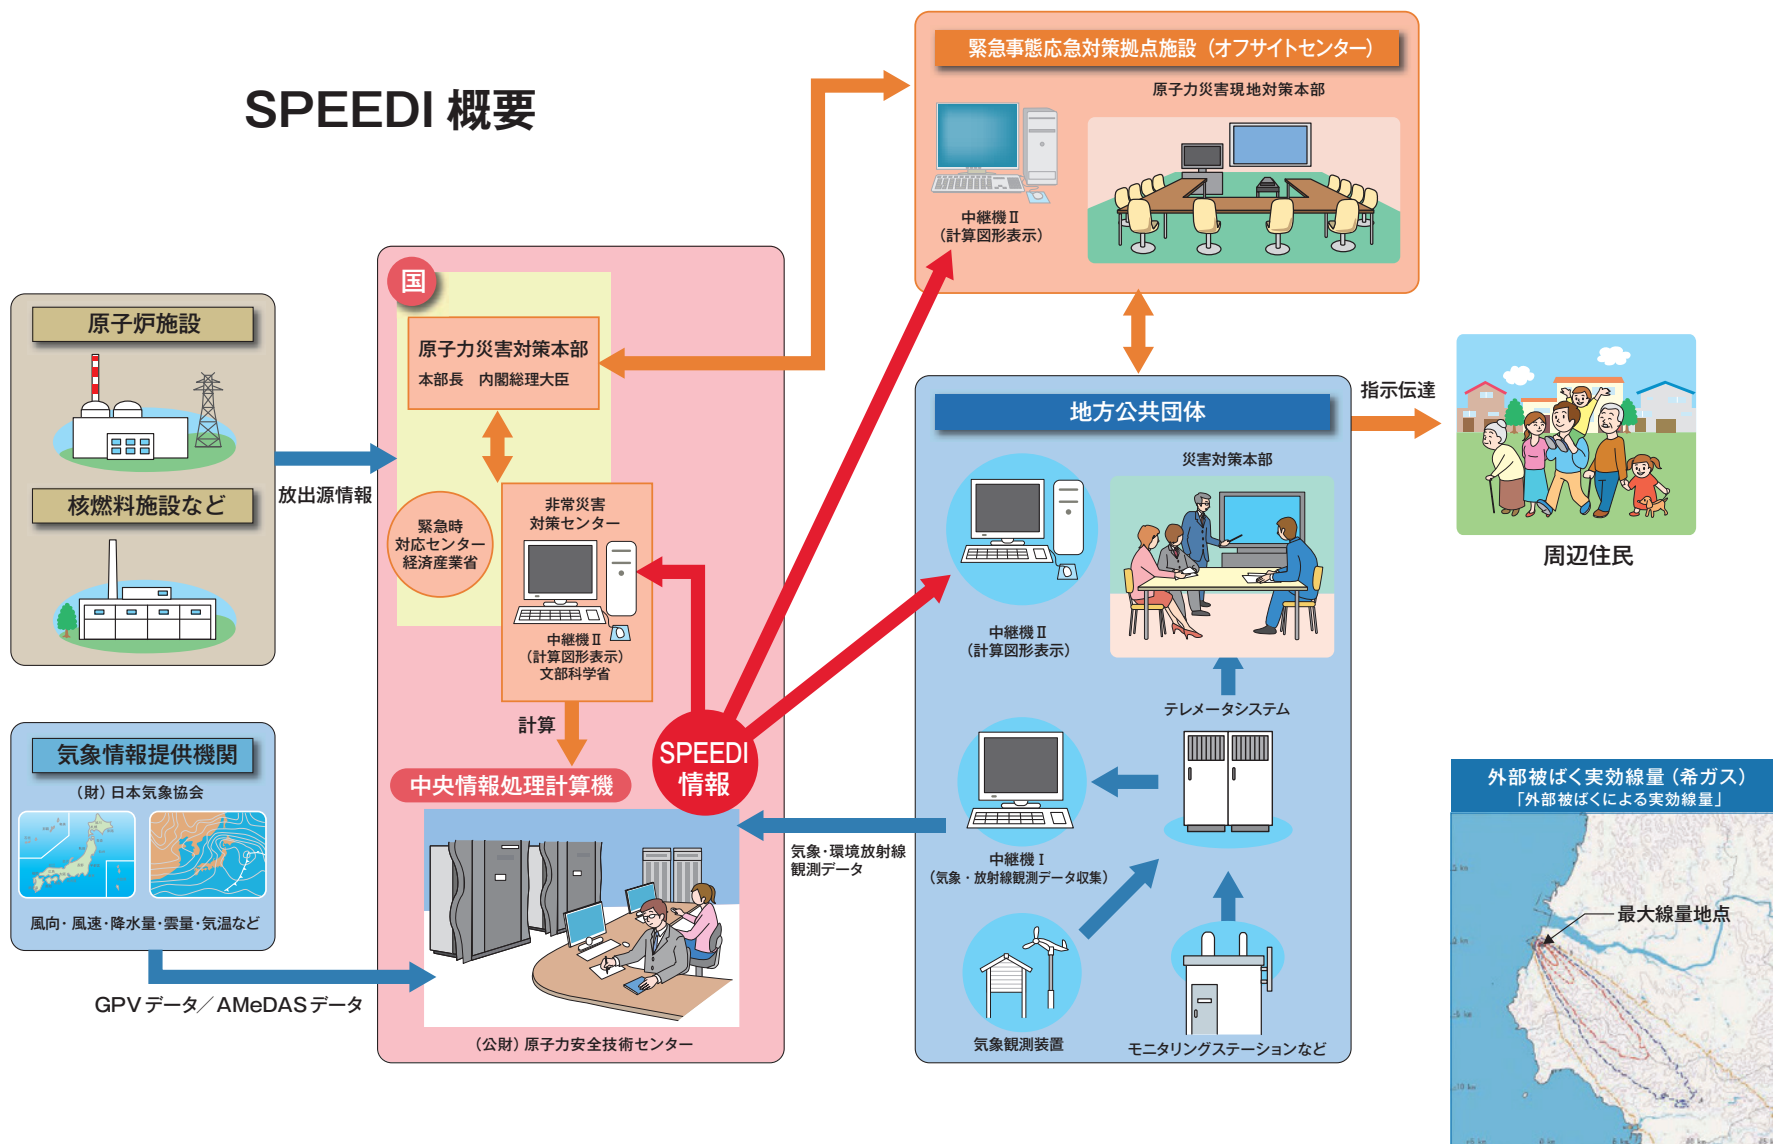 SPEEDI 概要
緊急事態応急対策拠点施設（オフサイトセンター）
原子力災害現地対策本部
中継機Ⅱ
（計算図形表示）
原子炉施設
核燃料施設など
放出源情報
国
原子力災害対策本部
本部長　内閣総理大臣
緊急時
対応センター
経済産業省
非常災害
対策センター
中継機Ⅱ
（計算図形表示）
文部科学省
計算
SPEEDI
情報
中央情報処理計算機
（公財）原子力安全技術センター
気象情報提供機関
（財）日本気象協会
風向・風速・降水量・雲量・気温など
GPVデータ／AMeDASデータ
気象・環境放射線
観測データ
地方公共団体
災害対策本部
中継機Ⅱ
（計算図形表示）
テレメータシステム
中継機Ⅰ
（気象・放射線観測データ収集）
気象観測装置
モニタリングステーションなど
指示伝達
周辺住民
外部被ばく実効線量（希ガス）
「外部被ばくによる実効線量」
最大線量地点